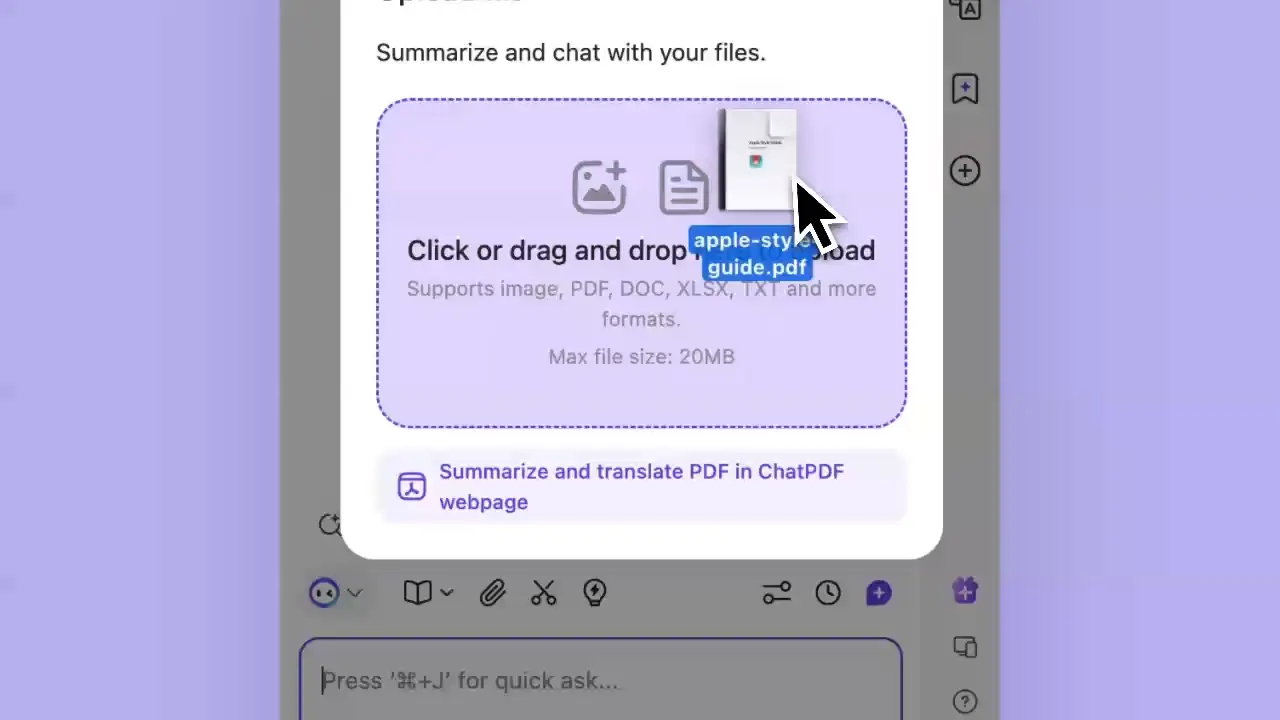 Summarize and chat with your files.
apple-style-
guide.pdf
Click or drag and drop to upload
Supports image, PDF, DOC, XLSX, TXT and more
formats.
Max file size: 20MB
Summarize and translate PDF in ChatPDF
webpage
Press '⌘+J' for quick ask...